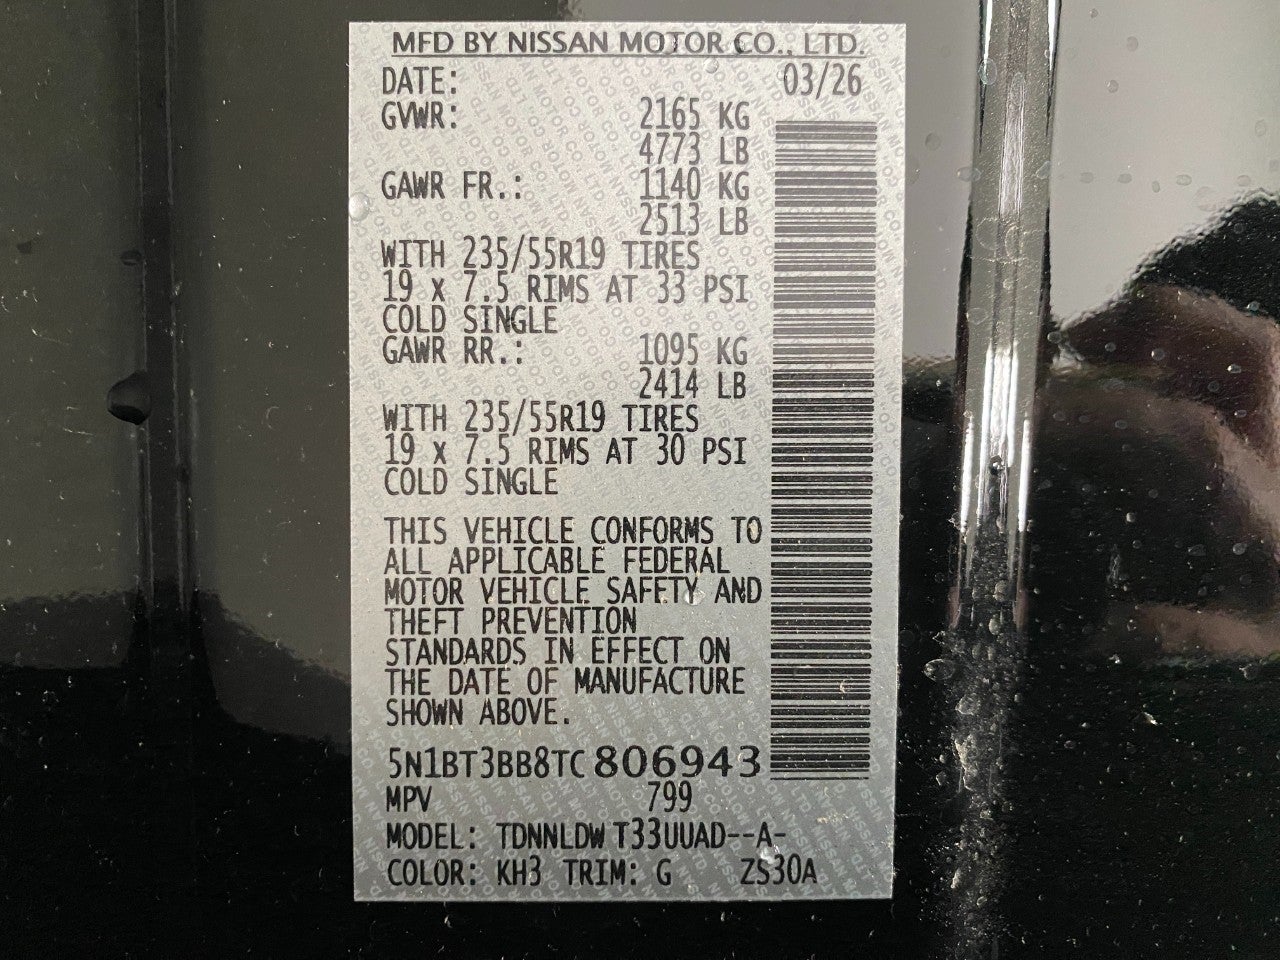 MFD BY NISSAN MOTOR CO., LTD.
DATE: 03/26
GVWR: 2165 KG
4773 LB
GAWR FR.: 1140 KG
2513 LB
WITH 235/55R19 TIRES
19 x 7.5 RIMS AT 33 PSI
COLD SINGLE
GAWR RR.: 1095 KG
2414 LB
WITH 235/55R19 TIRES
19 x 7.5 RIMS AT 30 PSI
COLD SINGLE
THIS VEHICLE CONFORMS TO
ALL APPLICABLE FEDERAL
MOTOR VEHICLE SAFETY AND
THEFT PREVENTION
STANDARDS IN EFFECT ON
THE DATE OF MANUFACTURE
SHOWN ABOVE.
5N1BT3BB8TC806943
MPV 799
MODEL: TDNNLDW T33UUAD--A-
COLOR: KH3 TRIM: G ZS30A